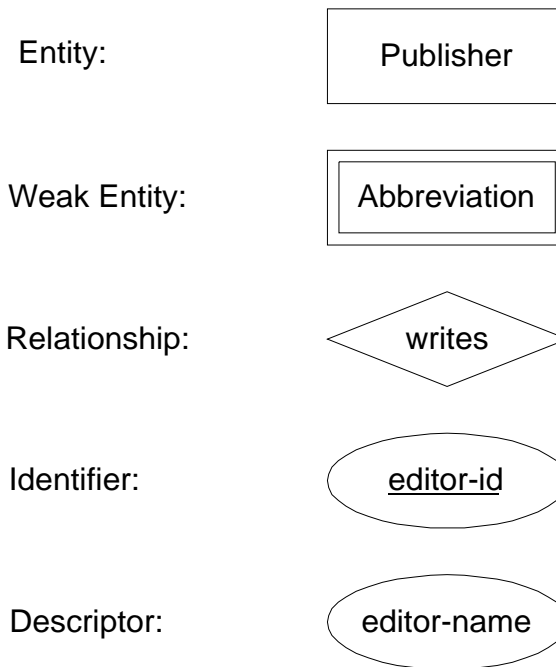 Entity: Publisher
Weak Entity: Abbreviation
Relationship: writes
Identifier: editor-id
Descriptor: editor-name